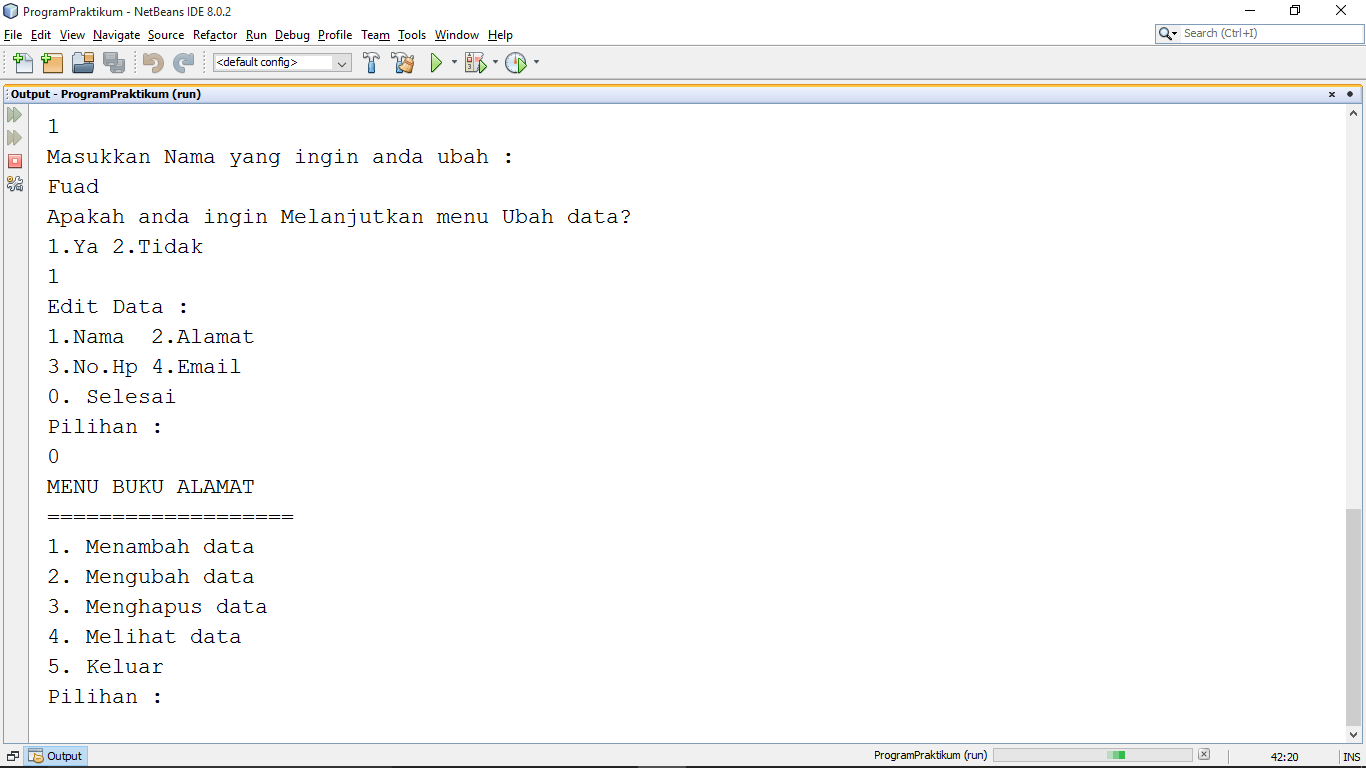 ProgramPraktikum - NetBeans IDE 8.0.2
File Edit View Navigate Source Refactor Run Debug Profile Team Tools Window Help
Search (Ctrl+I)
<default config>
Output - ProgramPraktikum (run)
1
Masukkan Nama yang ingin anda ubah :
Fuad
Apakah anda ingin Melanjutkan menu Ubah data?
1.Ya 2.Tidak
1
Edit Data :
1.Nama  2.Alamat
3.No.Hp 4.Email
0. Selesai
Pilihan :
0
MENU BUKU ALAMAT
===================
1. Menambah data
2. Mengubah data
3. Menghapus data
4. Melihat data
5. Keluar
Pilihan :
Output
ProgramPraktikum (run)
42:20
INS